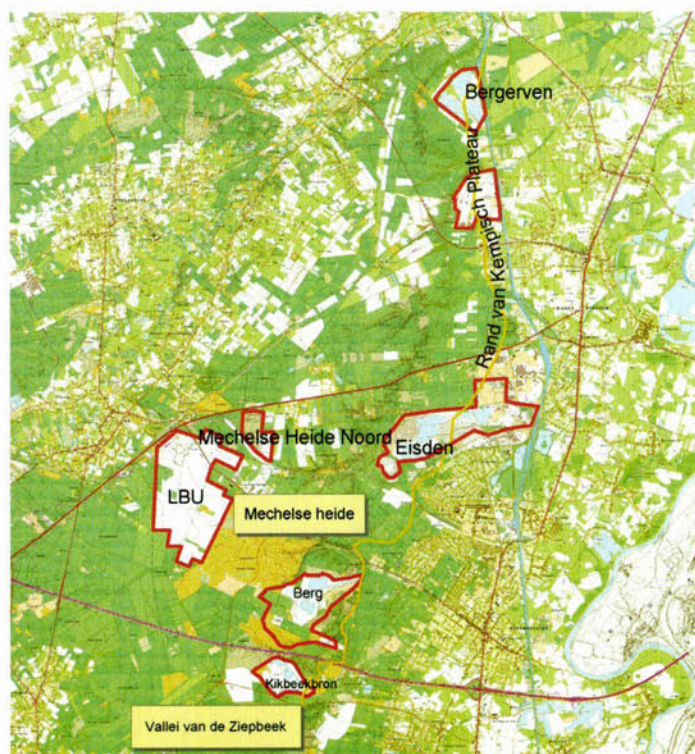 Bergerven
Rand van Kempisch Plateau
Mechelse Heide Noord
Eisden
LBU
Mechelse heide
Berg
Kikbeekbron
Vallei van de Ziepbeek